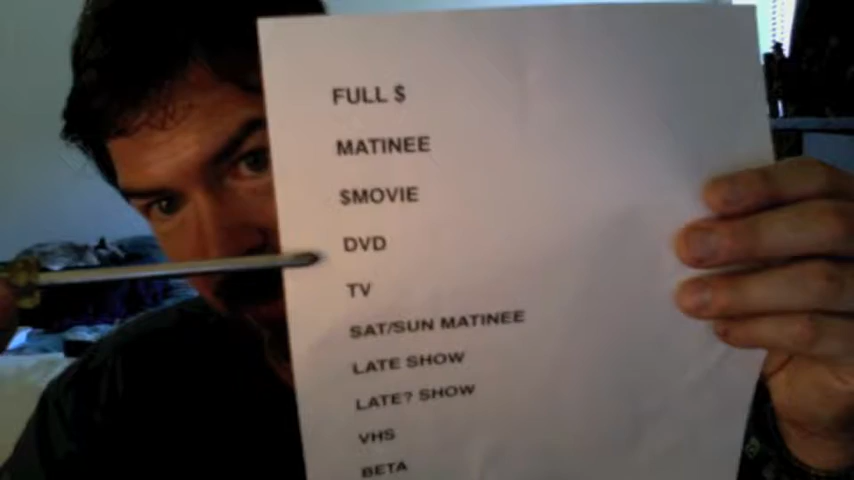 FULL $
MATINEE
$MOVIE
DVD
TV
SAT/SUN MATINEE
LATE SHOW
LATE? SHOW
VHS
BETA